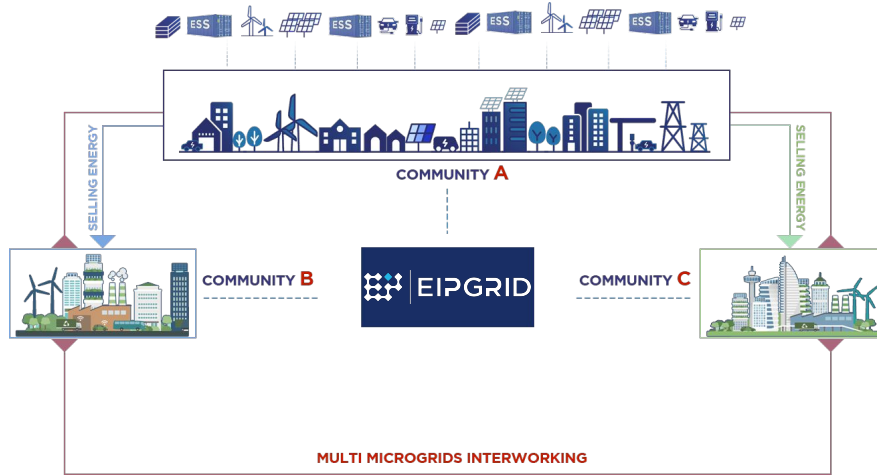 ESS
ESS
ESS
ESS
COMMUNITY A
SELLING ENERGY
SELLING ENERGY
COMMUNITY B
EIPGRID
COMMUNITY C
MULTI MICROGRIDS INTERWORKING